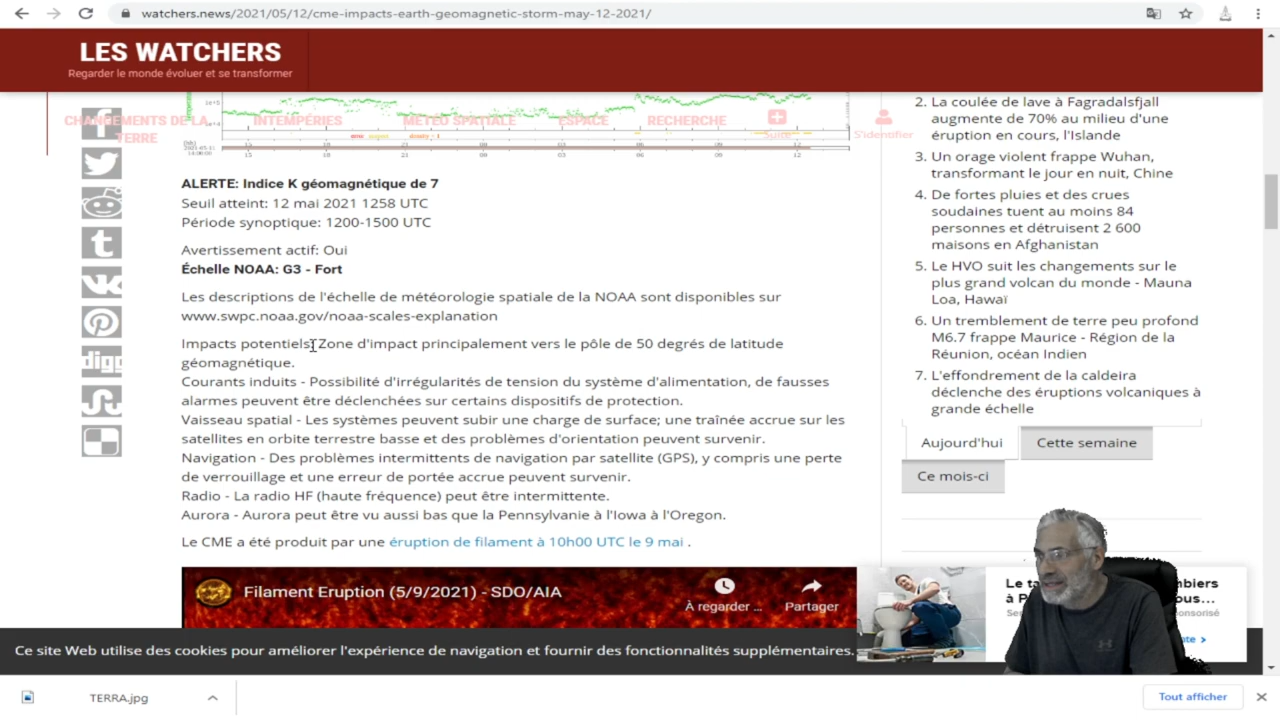 watchers.news/2021/05/12/cme-impacts-earth-geomagnetic-storm-may-12-2021/
LES WATCHERS
Regarder le monde évoluer et se transformer
CHANGEMENTS DE LA TERRE
INTEMPÉRIES
MÉTÉO SPATIALE
ESPACE
RECHERCHE
Suite
S'identifier
ALERTE: Indice K géomagnétique de 7
Seuil atteint: 12 mai 2021 1258 UTC
Période synoptique: 1200-1500 UTC
Avertissement actif: Oui
Échelle NOAA: G3 - Fort
Les descriptions de l'échelle de météorologie spatiale de la NOAA sont disponibles sur
www.swpc.noaa.gov/noaa-scales-explanation
Impacts potentiels: Zone d'impact principalement vers le pôle de 50 degrés de latitude
géomagnétique.
Courants induits - Possibilité d'irrégularités de tension du système d'alimentation, de fausses
alarmes peuvent être déclenchées sur certains dispositifs de protection.
Vaisseau spatial - Les systèmes peuvent subir une charge de surface; une traînée accrue sur les
satellites en orbite terrestre basse et des problèmes d'orientation peuvent survenir.
Navigation - Des problèmes intermittents de navigation par satellite (GPS), y compris une perte
de verrouillage et une erreur de portée accrue peuvent survenir.
Radio - La radio HF (haute fréquence) peut être intermittente.
Aurora - Aurora peut être vu aussi bas que la Pennsylvanie à l'Iowa à l'Oregon.
Le CME a été produit par une éruption de filament à 10h00 UTC le 9 mai .
Filament Eruption (5/9/2021) - SDO/AIA
À regarder ...
Partager
digg
2. La coulée de lave à Fagradalsfjall
augmente de 70% au milieu d'une
éruption en cours, l'Islande
3. Un orage violent frappe Wuhan,
transformant le jour en nuit, Chine
4. De fortes pluies et des crues
soudaines tuent au moins 84
personnes et détruisent 2 600
maisons en Afghanistan
5. Le HVO suit les changements sur le
plus grand volcan du monde - Mauna
Loa, Hawaï
6. Un tremblement de terre peu profond
M6.7 frappe Maurice - Région de la
Réunion, océan Indien
7. L'effondrement de la caldeira
déclenche des éruptions volcaniques à
grande échelle
Aujourd'hui
Cette semaine
Ce mois-ci
Ce site Web utilise des cookies pour améliorer l'expérience de navigation et fournir des fonctionnalités supplémentaires.
TERRA.jpg
Tout afficher